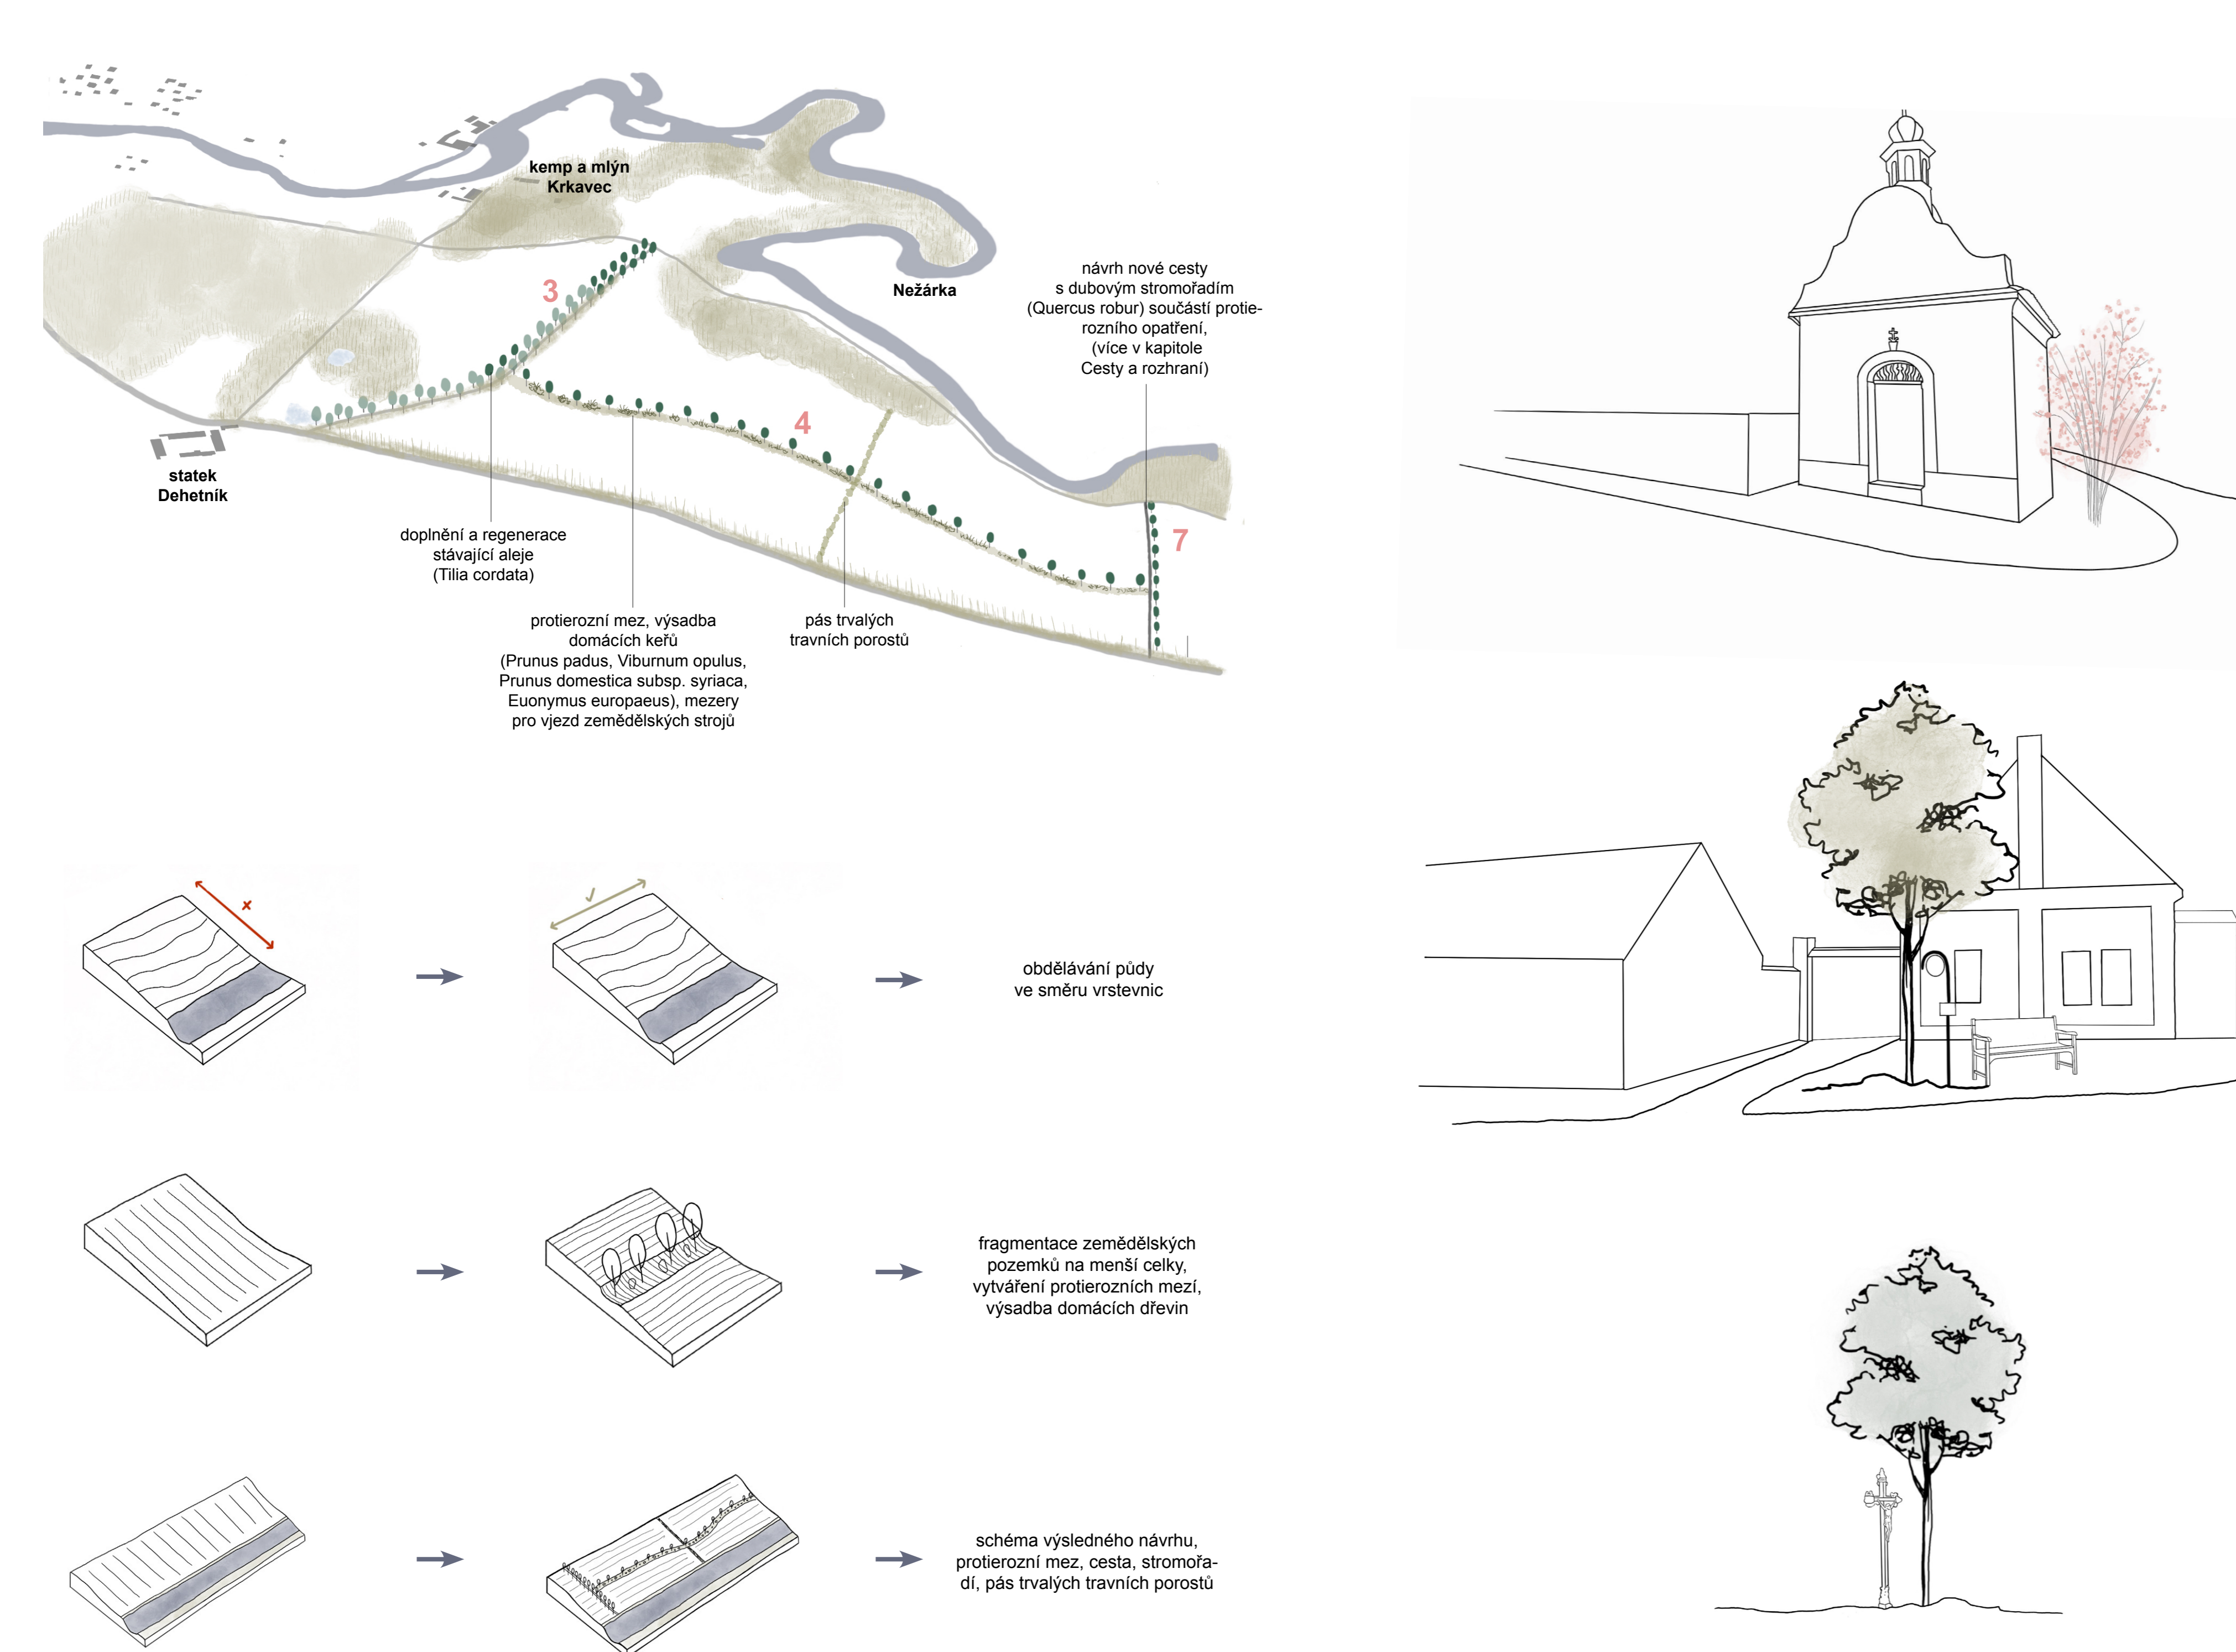 kemp a mlýn
Krkavec
3
Nežárka
návrh nové cesty
s dubovým stromořadím
(Quercus robur) součástí protie-
rozního opatření,
(více v kapitole
Cesty a rozhraní)
4
statek
Dehetník
7
doplnění a regenerace
stávající aleje
(Tilia cordata)
protierozní mez, výsadba
domácích keřů
(Prunus padus, Viburnum opulus,
Prunus domestica subsp. syriaca,
Euonymus europaeus), mezery
pro vjezd zemědělských strojů
pás trvalých
travních porostů
obdělávání půdy
ve směru vrstevnic
fragmentace zemědělských
pozemků na menší celky,
vytváření protierozních mezí,
výsadba domácích dřevin
schéma výsledného návrhu,
protierozní mez, cesta, stromořa-
dí, pás trvalých travních porostů